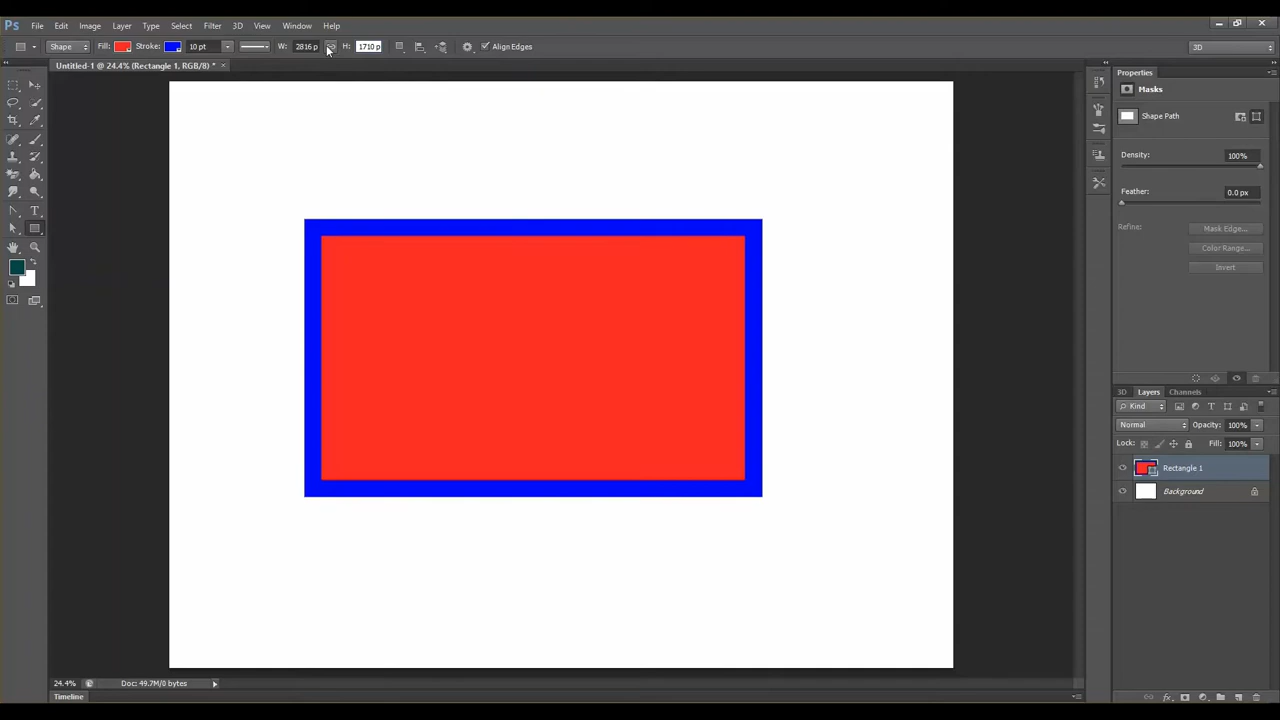 Ps File Edit Image Layer Type Select Filter 3D View Window Help
Shape Fill: Stroke: 10 pt W: 2816 p H: 1710 p Align Edges 3D
Untitled-1 @ 24.4% (Rectangle 1, RGB/8) * ×
Properties
Masks
Shape Path
Density: 100%
Feather: 0.0 px
Refine: Mask Edge...
Color Range...
Invert
3D Layers Channels
Kind
Normal Opacity: 100%
Lock: Fill: 100%
Rectangle 1
Background
24.4% Doc: 49.7M/0 bytes
Timeline